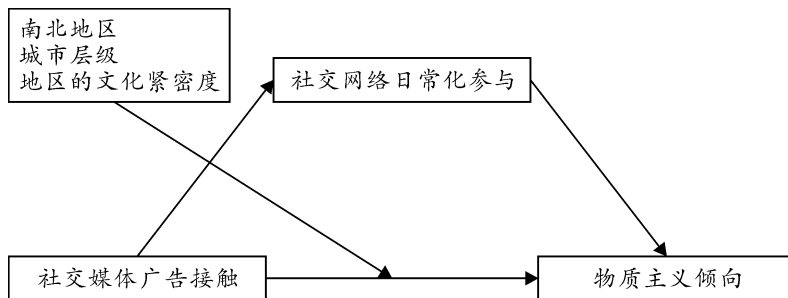 南北地区
城市层级
地区的文化紧密度
社交网络日常化参与
社交媒体广告接触
物质主义倾向